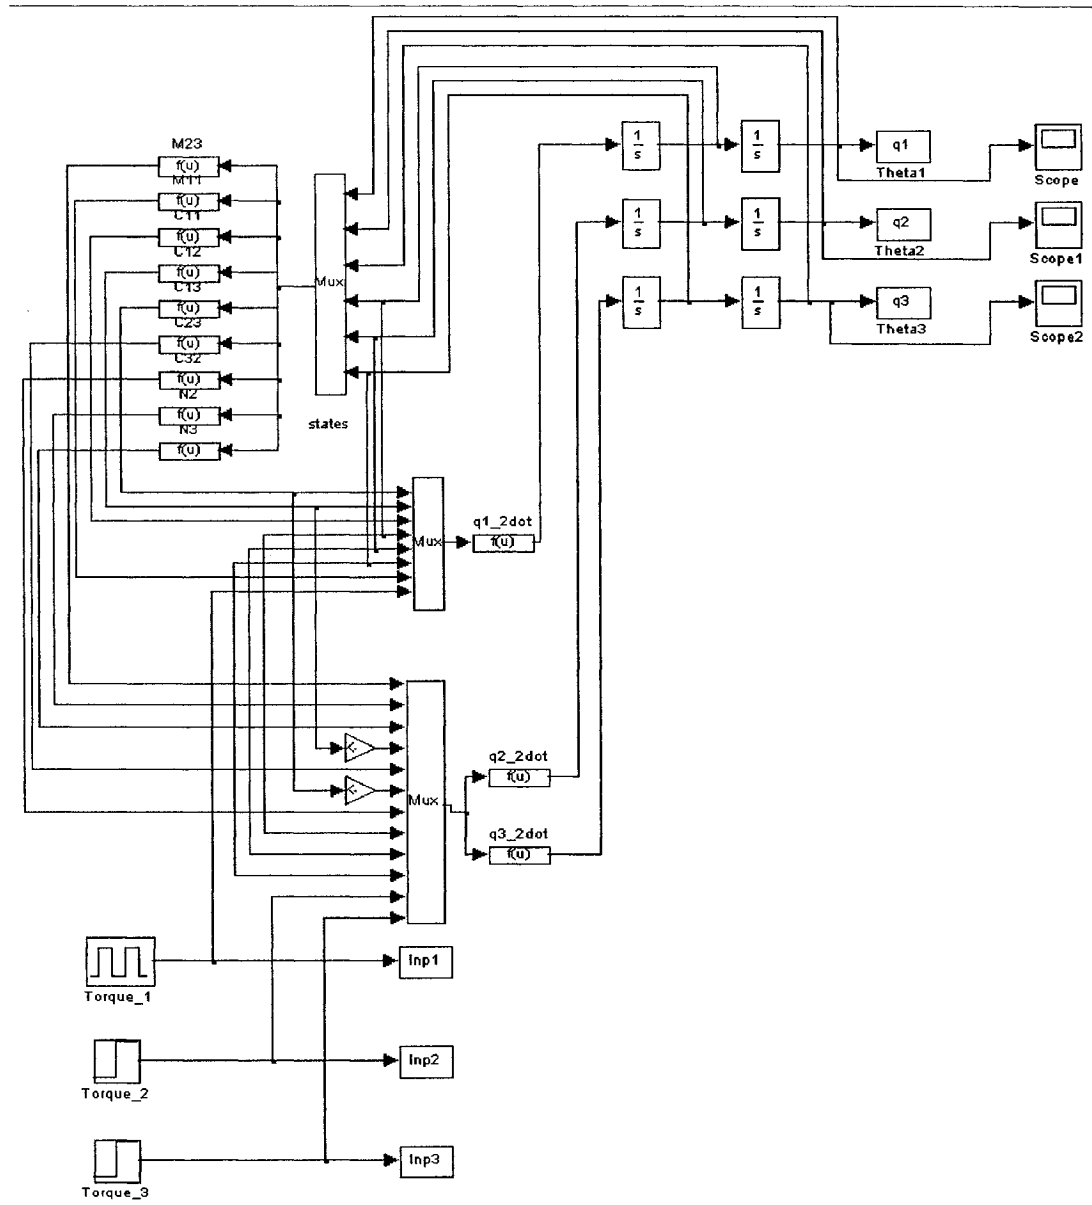 M23
f(u)
M11
f(u)
C11
f(u)
C12
f(u)
C13
f(u)
C23
f(u)
C32
f(u)
N2
f(u)
N3
f(u)
Mux
states
1
s
1
s
q1
Theta1
Scope
1
s
1
s
q2
Theta2
Scope1
1
s
1
s
q3
Theta3
Scope2
Mux
q1_2dot
f(u)
Mux
q2_2dot
f(u)
q3_2dot
f(u)
Torque_1
Inp1
Torque_2
Inp2
Torque_3
Inp3